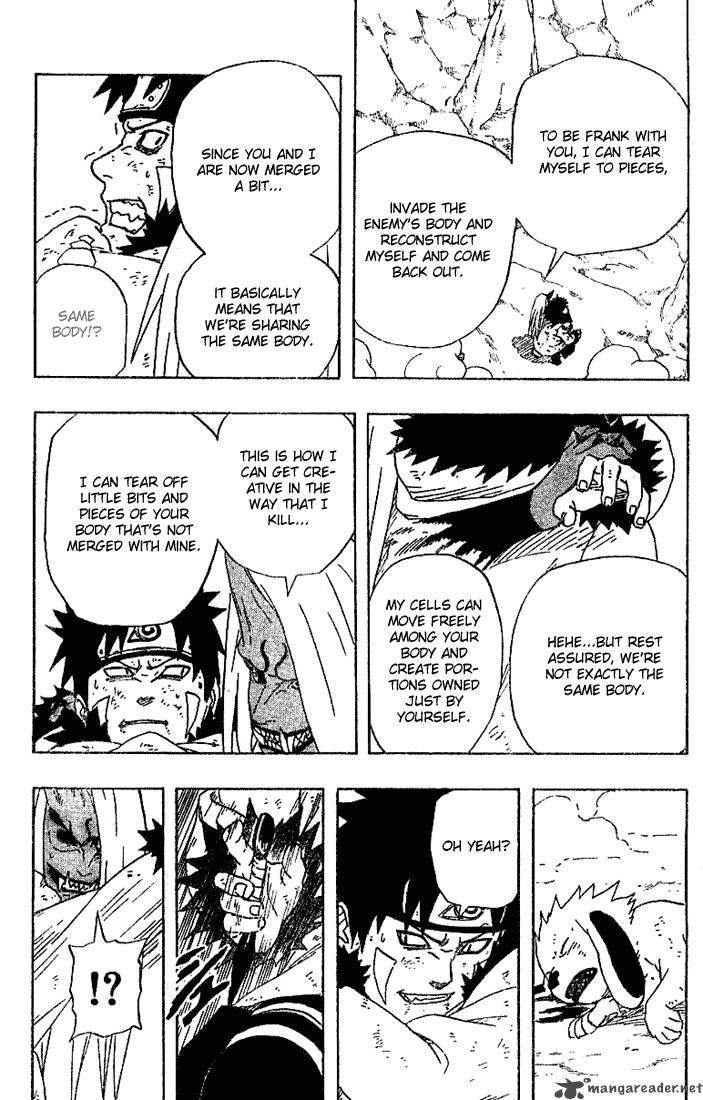 TO BE FRANK WITH
YOU, I CAN TEAR
MYSELF TO PIECES,
INVADE THE
ENEMY'S BODY AND
RECONSTRUCT
MYSELF AND COME
BACK OUT.
SINCE YOU AND I
ARE NOW MERGED
A BIT...
IT BASICALLY
MEANS THAT
WE'RE SHARING
THE SAME BODY.
SAME
BODY!?
HEHE...BUT REST
ASSURED, WE'RE
NOT EXACTLY THE
SAME BODY.
MY CELLS CAN
MOVE FREELY
AMONG YOUR
BODY AND
CREATE POR-
TIONS OWNED
JUST BY
YOURSELF.
THIS IS HOW I
CAN GET CRE-
ATIVE IN THE
WAY THAT I
KILL...
I CAN TEAR OFF
LITTLE BITS AND
PIECES OF YOUR
BODY THAT'S NOT
MERGED WITH MINE.
OH YEAH?
!?
mangareader.net